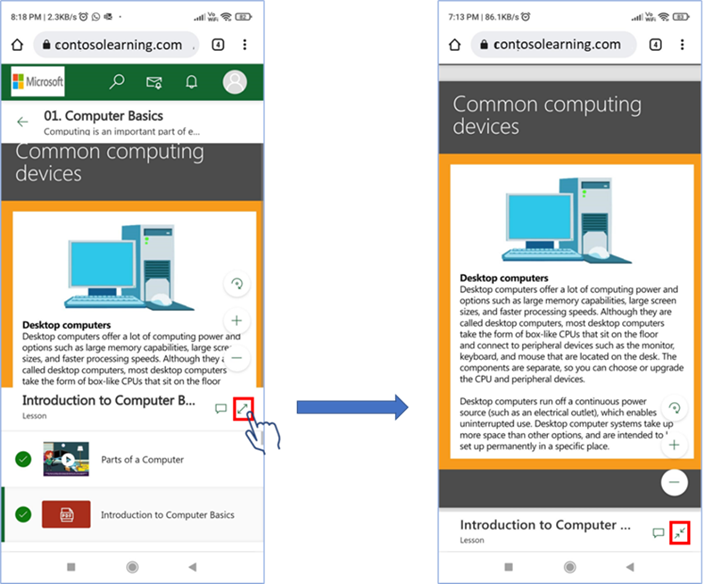 8:18 PM | 2.3KB/s
Vo WiFi
82
contosolearning.com
4
Microsoft
01. Computer Basics
Computing is an important part of e...
Common computing
devices
Desktop computers
Desktop computers offer a lot of computing power and
options such as large memory capabilities, large screen
sizes, and faster processing speeds. Although they are
called desktop computers, most desktop computers
take the form of box-like CPUs that sit on the floor
Introduction to Computer B...
Lesson
Parts of a Computer
PDF
Introduction to Computer Basics
7:13 PM | 86.1KB/s
Vo WiFi
83
contosolearning.com
4
Common computing
devices
Desktop computers
Desktop computers offer a lot of computing power and
options such as large memory capabilities, large screen
sizes, and faster processing speeds. Although they are
called desktop computers, most desktop computers
take the form of box-like CPUs that sit on the floor
and connect to peripheral devices such as the monitor,
keyboard, and mouse that are located on the desk. The
components are separate, so you can choose or upgrade
the CPU and peripheral devices.
Desktop computers run off a continuous power
source (such as an electrical outlet), which enables
uninterrupted use. Desktop computer systems take up
more space than other options, and are intended to
set up permanently in a specific place.
Introduction to Computer ...
Lesson